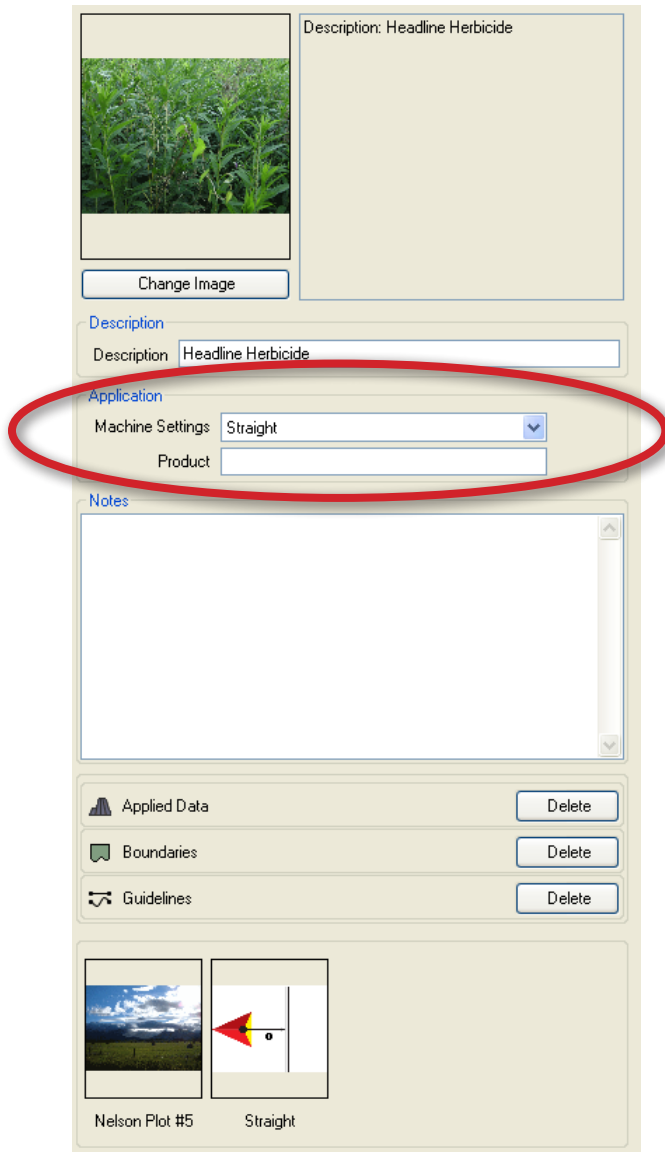 Description: Headline Herbicide
Change Image
Description
Description Headline Herbicide
Application
Machine Settings Straight
Product
Notes
Applied Data Delete
Boundaries Delete
Guidelines Delete
o
Nelson Plot #5 Straight